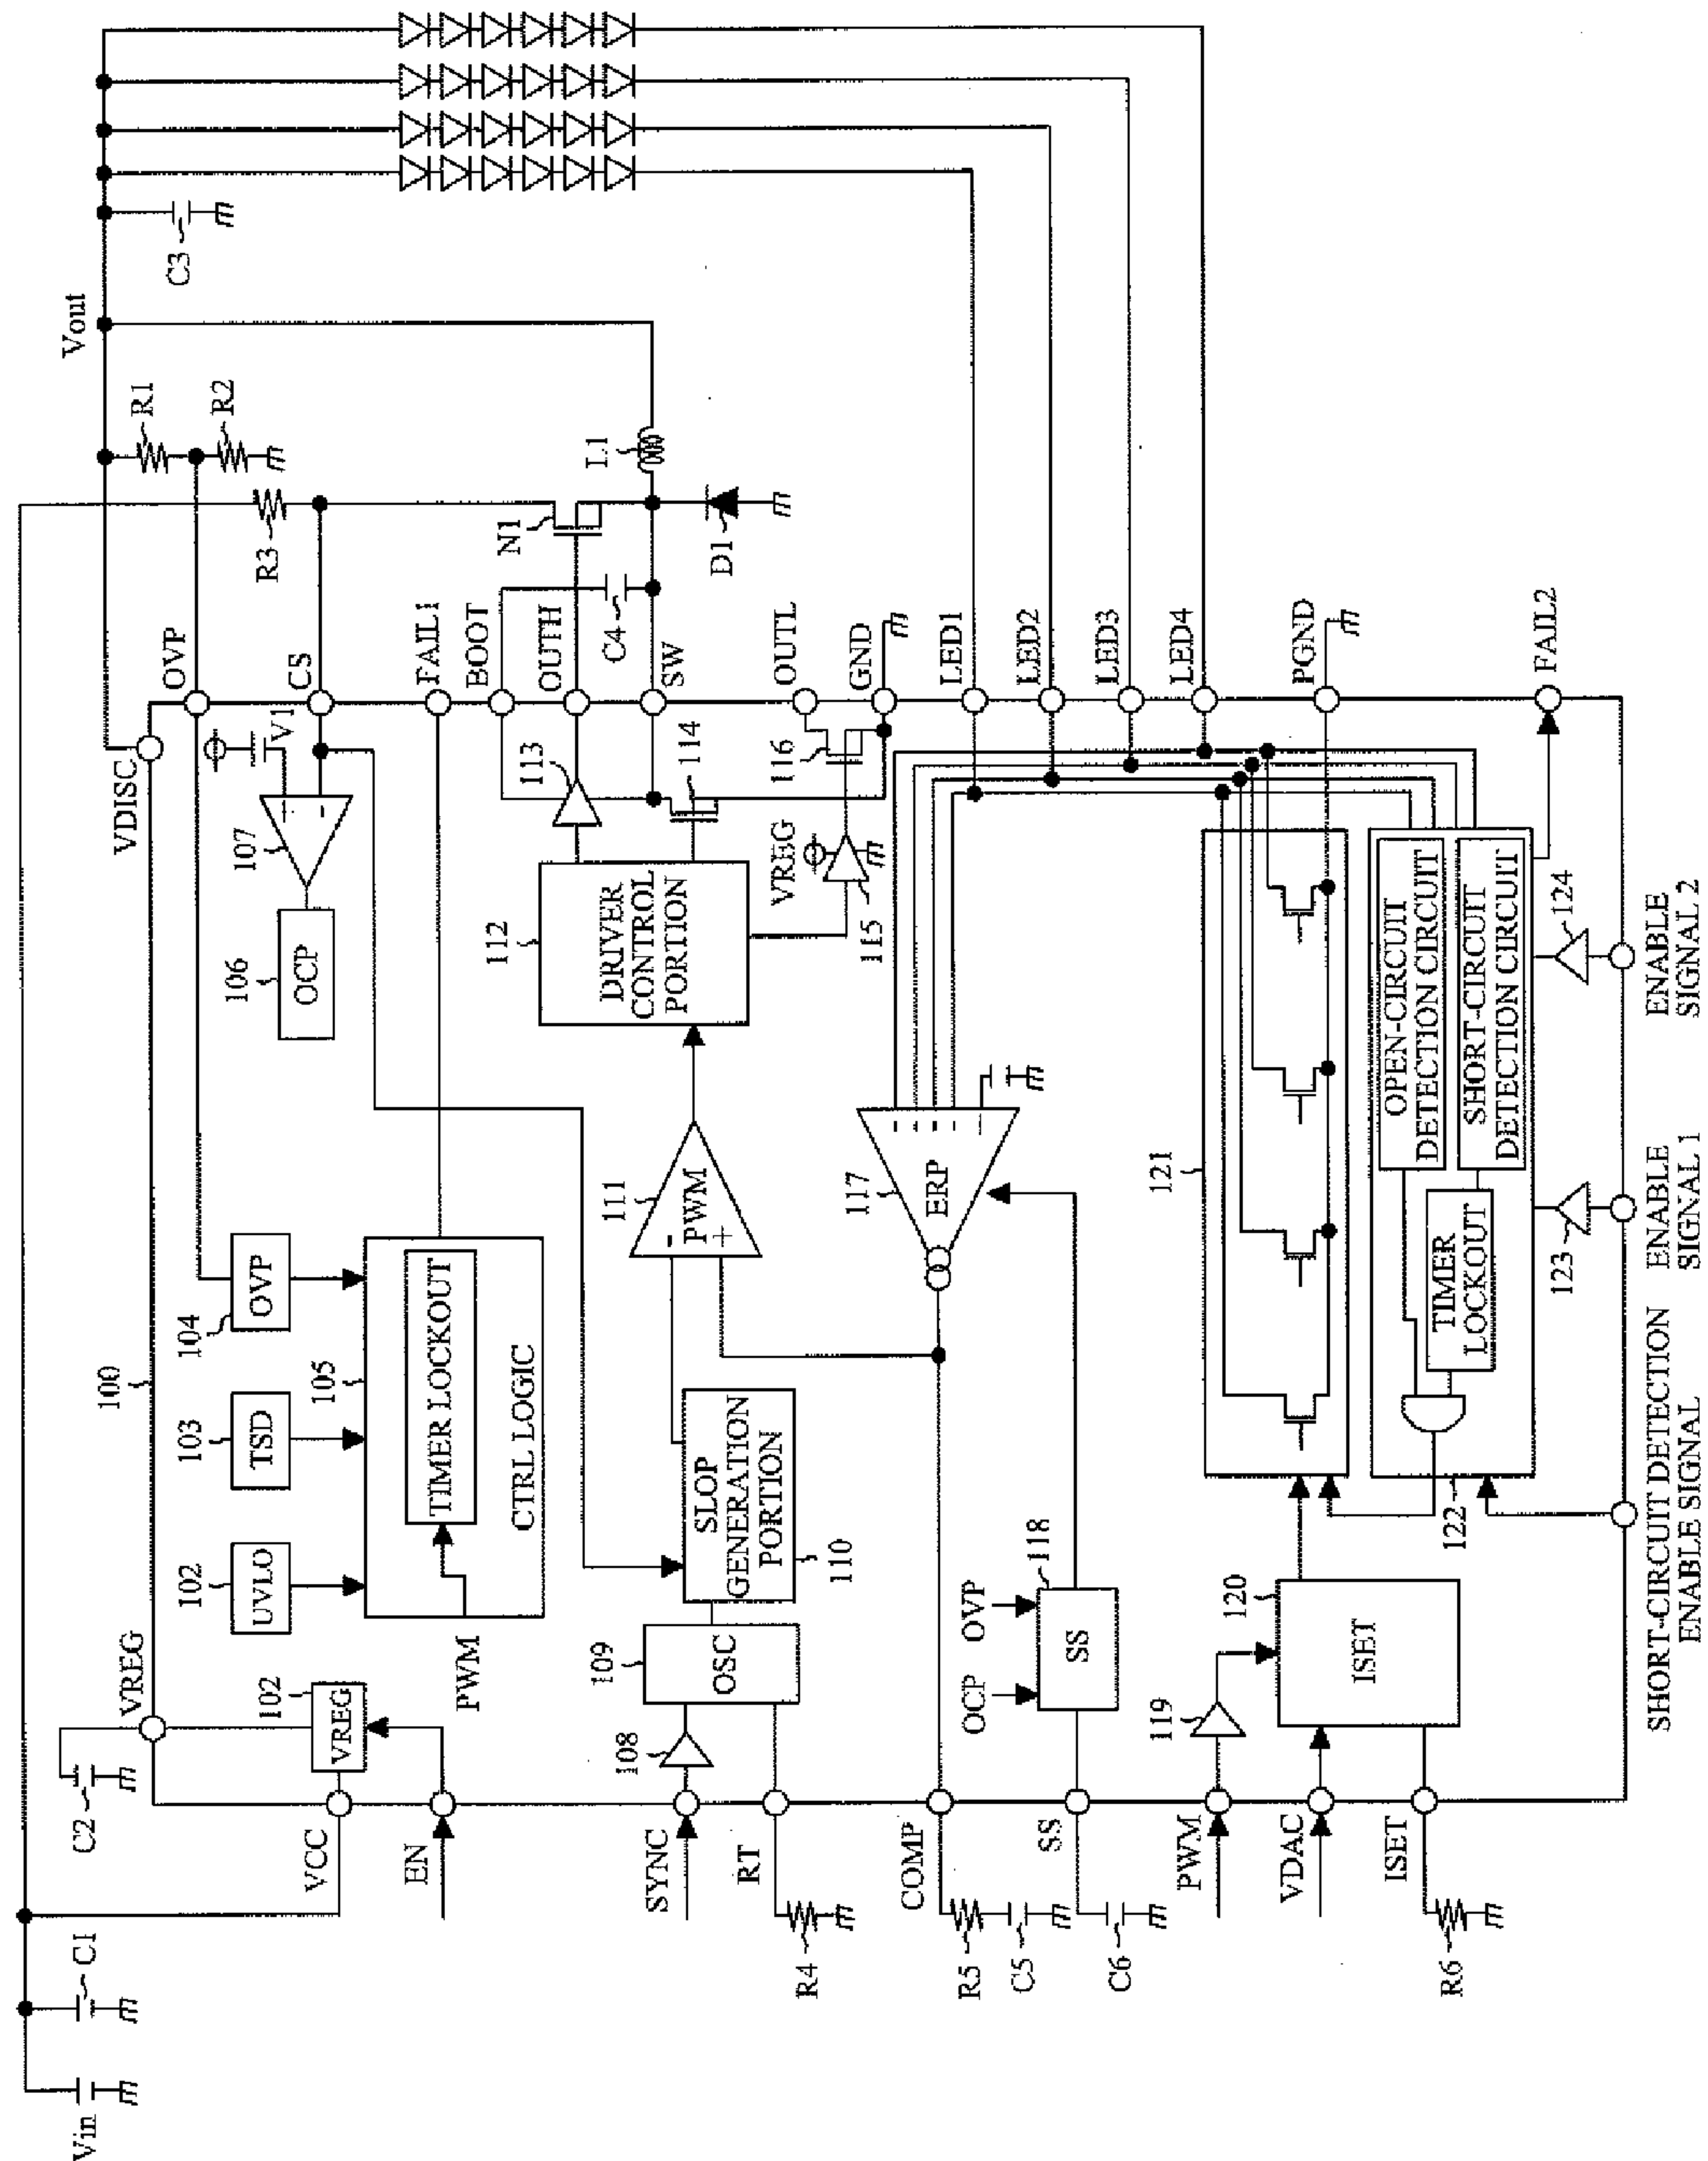 Vin
C1
C2
VREG
100
VDISC
Vout
C3
R1
R2
R3
VCC
EN
VREG
102
UVLO
102
TSD
103
OVP
104
105
TIMER LOCKOUT
CTRL LOGIC
PWM
OCP
106
107
V1
OVP
CS
FAIL1
BOOT
OUTH
SW
OUTL
GND
LED1
LED2
LED3
LED4
PGND
FAIL2
N1
L1
C4
D1
SYNC
RT
R4
108
109
OSC
SLOP
GENERATION
PORTION
110
111
PWM
-
+
112
DRIVER
CONTROL
PORTION
113
114
VREG
115
116
COMP
R5
C5
SS
C6
OCP
OVP
SS
118
117
ERP
PWM
119
VDAC
ISET
R6
120
ISET
121
122
TIMER
LOCKOUT
OPEN-CIRCUIT
DETECTION CIRCUIT
SHORT-CIRCUIT
DETECTION CIRCUIT
123
124
SHORT-CIRCUIT DETECTION
ENABLE SIGNAL
ENABLE
SIGNAL 1
ENABLE
SIGNAL 2